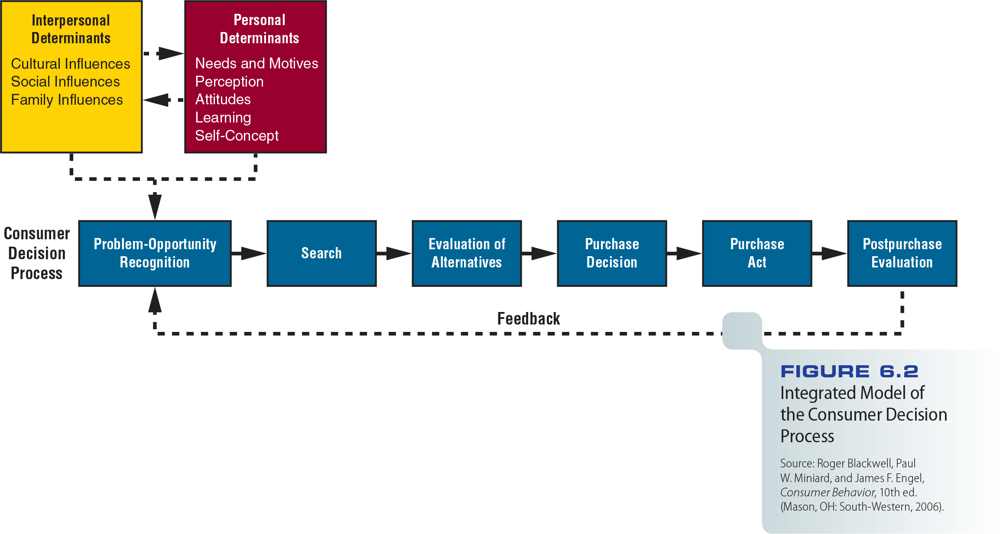 Interpersonal
Determinants
Cultural Influences
Social Influences
Family Influences
Personal
Determinants
Needs and Motives
Perception
Attitudes
Learning
Self-Concept
Consumer
Decision
Process
Problem-Opportunity
Recognition
Search
Evaluation of
Alternatives
Purchase
Decision
Purchase
Act
Postpurchase
Evaluation
Feedback
FIGURE 6.2
Integrated Model of
the Consumer Decision
Process
Source: Roger Blackwell, Paul
W. Miniard, and James F. Engel,
Consumer Behavior, 10th ed.
(Mason, OH: South-Western, 2006).